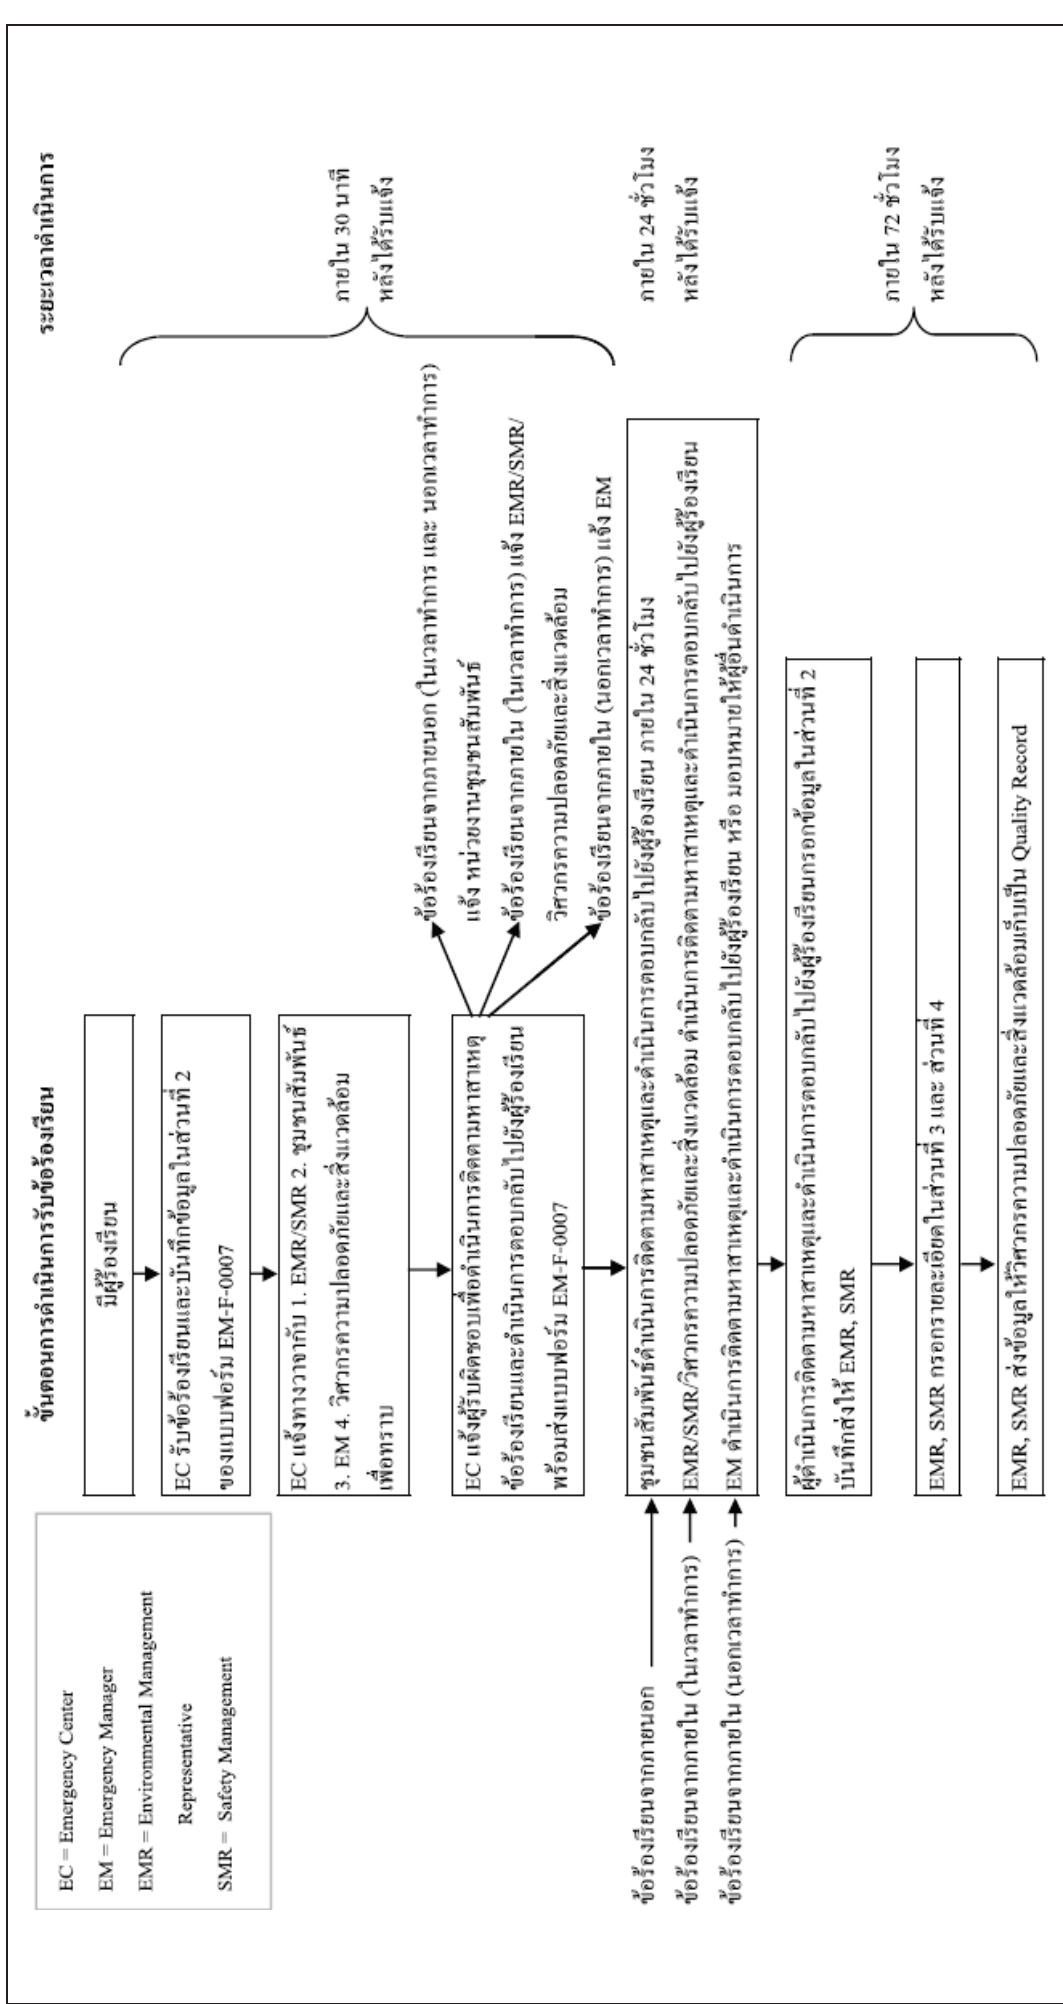 ขั้นตอนการดำเนินการรับข้อร้องเรียน
ระยะเวลาดำเนินการ
EC = Emergency Center
EM = Emergency Manager
EMR = Environmental Management
Representative
SMR = Safety Management
มีผู้ร้องเรียน
EC รับข้อร้องเรียนและบันทึกข้อมูลในส่วนที่ 2
ของแบบฟอร์ม EM-F-0007
EC แจ้งทางวาจากับ 1. EMR/SMR 2. ชุมชนสัมพันธ์
3. EM 4. วิศวกรความปลอดภัยและสิ่งแวดล้อม
เพื่อทราบ
EC แจ้งผู้รับผิดชอบเพื่อดำเนินการติดตามหาสาเหตุ
ข้อร้องเรียนและดำเนินการตอบกลับไปยังผู้ร้องเรียน
พร้อมส่งแบบฟอร์ม EM-F-0007
ข้อร้องเรียนจากภายนอก (ในเวลาทำการ และ นอกเวลาทำการ)
แจ้ง หน่วยงานชุมชนสัมพันธ์
ข้อร้องเรียนจากภายใน (ในเวลาทำการ) แจ้ง EMR/SMR/
วิศวกรความปลอดภัยและสิ่งแวดล้อม
ข้อร้องเรียนจากภายใน (นอกเวลาทำการ) แจ้ง EM
ภายใน 30 นาที
หลังได้รับแจ้ง
ข้อร้องเรียนจากภายนอก
ข้อร้องเรียนจากภายใน (ในเวลาทำการ)
ข้อร้องเรียนจากภายใน (นอกเวลาทำการ)
ชุมชนสัมพันธ์ดำเนินการติดตามหาสาเหตุและดำเนินการตอบกลับไปยังผู้ร้องเรียน ภายใน 24 ชั่วโมง
EMR/SMR/วิศวกรความปลอดภัยและสิ่งแวดล้อม ดำเนินการติดตามหาสาเหตุและดำเนินการตอบกลับไปยังผู้ร้องเรียน
EM ดำเนินการติดตามหาสาเหตุและดำเนินการตอบกลับไปยังผู้ร้องเรียน หรือ มอบหมายให้ผู้อื่นดำเนินการ
ภายใน 24 ชั่วโมง
หลังได้รับแจ้ง
ผู้ดำเนินการติดตามหาสาเหตุและดำเนินการตอบกลับไปยังผู้ร้องเรียนกรอกข้อมูลในส่วนที่ 2
บันทึกส่งให้ EMR, SMR
EMR, SMR กรอกรายละเอียดในส่วนที่ 3 และ ส่วนที่ 4
EMR, SMR ส่งข้อมูลให้วิศวกรความปลอดภัยและสิ่งแวดล้อมเก็บเป็น Quality Record
ภายใน 72 ชั่วโมง
หลังได้รับแจ้ง